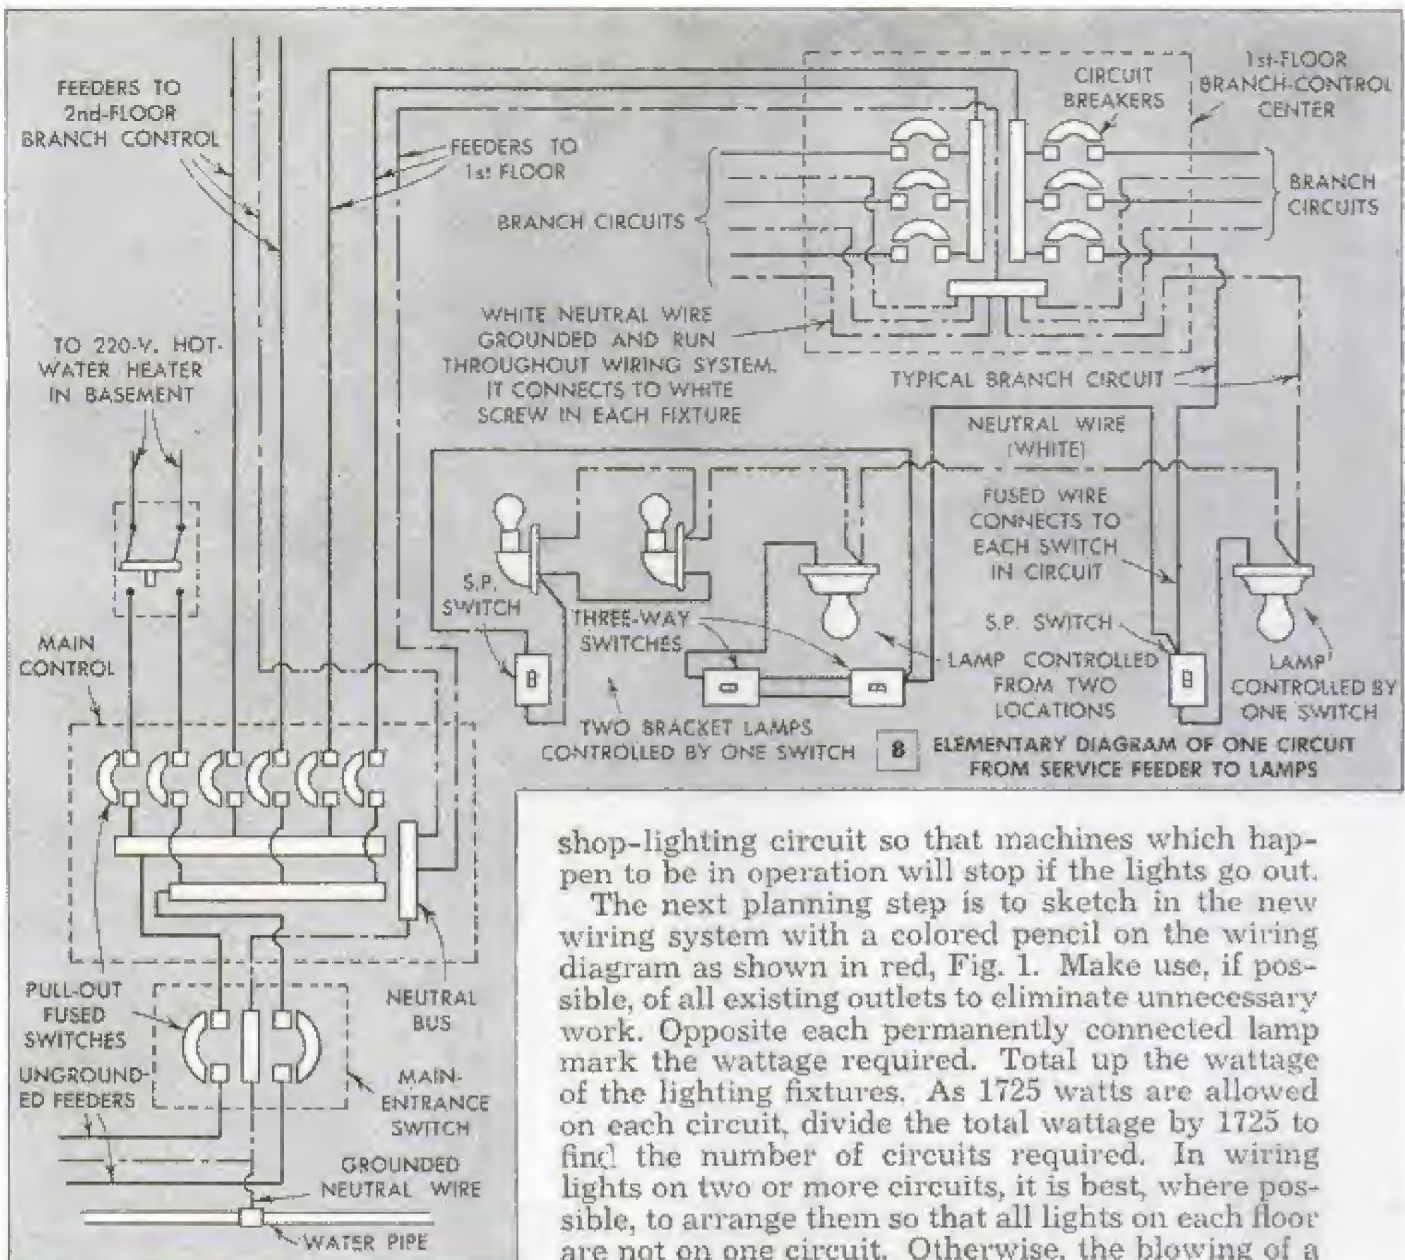 FEEDERS TO
2nd-FLOOR
BRANCH CONTROL
FEEDERS TO
1st FLOOR
BRANCH CIRCUITS
CIRCUIT
BREAKERS
1st-FLOOR
BRANCH-CONTROL
CENTER
BRANCH
CIRCUITS
WHITE NEUTRAL WIRE
GROUNDED AND RUN
THROUGHOUT WIRING SYSTEM.
IT CONNECTS TO WHITE
SCREW IN EACH FIXTURE
TYPICAL BRANCH CIRCUIT
TO 220-V. HOT-
WATER HEATER
IN BASEMENT
NEUTRAL WIRE
(WHITE)
FUSED WIRE
CONNECTS TO
EACH SWITCH
IN CIRCUIT
S.P.
SWITCH
THREE-WAY
SWITCHES
S.P. SWITCH
MAIN
CONTROL
LAMP CONTROLLED
FROM TWO
LOCATIONS
LAMP
CONTROLLED BY
ONE SWITCH
TWO BRACKET LAMPS
CONTROLLED BY ONE SWITCH
8 ELEMENTARY DIAGRAM OF ONE CIRCUIT
FROM SERVICE FEEDER TO LAMPS
PULL-OUT
FUSED
SWITCHES
NEUTRAL
BUS
UNGROUND-
ED FEEDERS
MAIN-
ENTRANCE
SWITCH
GROUNDED
NEUTRAL WIRE
WATER PIPE
shop-lighting circuit so that machines which hap-
pen to be in operation will stop if the lights go out.
The next planning step is to sketch in the new
wiring system with a colored pencil on the wiring
diagram as shown in red, Fig. 1. Make use, if pos-
sible, of all existing outlets to eliminate unnecessary
work. Opposite each permanently connected lamp
mark the wattage required. Total up the wattage
of the lighting fixtures. As 1725 watts are allowed
on each circuit, divide the total wattage by 1725 to
find the number of circuits required. In wiring
lights on two or more circuits, it is best, where pos-
sible, to arrange them so that all lights on each floor
are not on one circuit. Otherwise, the blowing of a